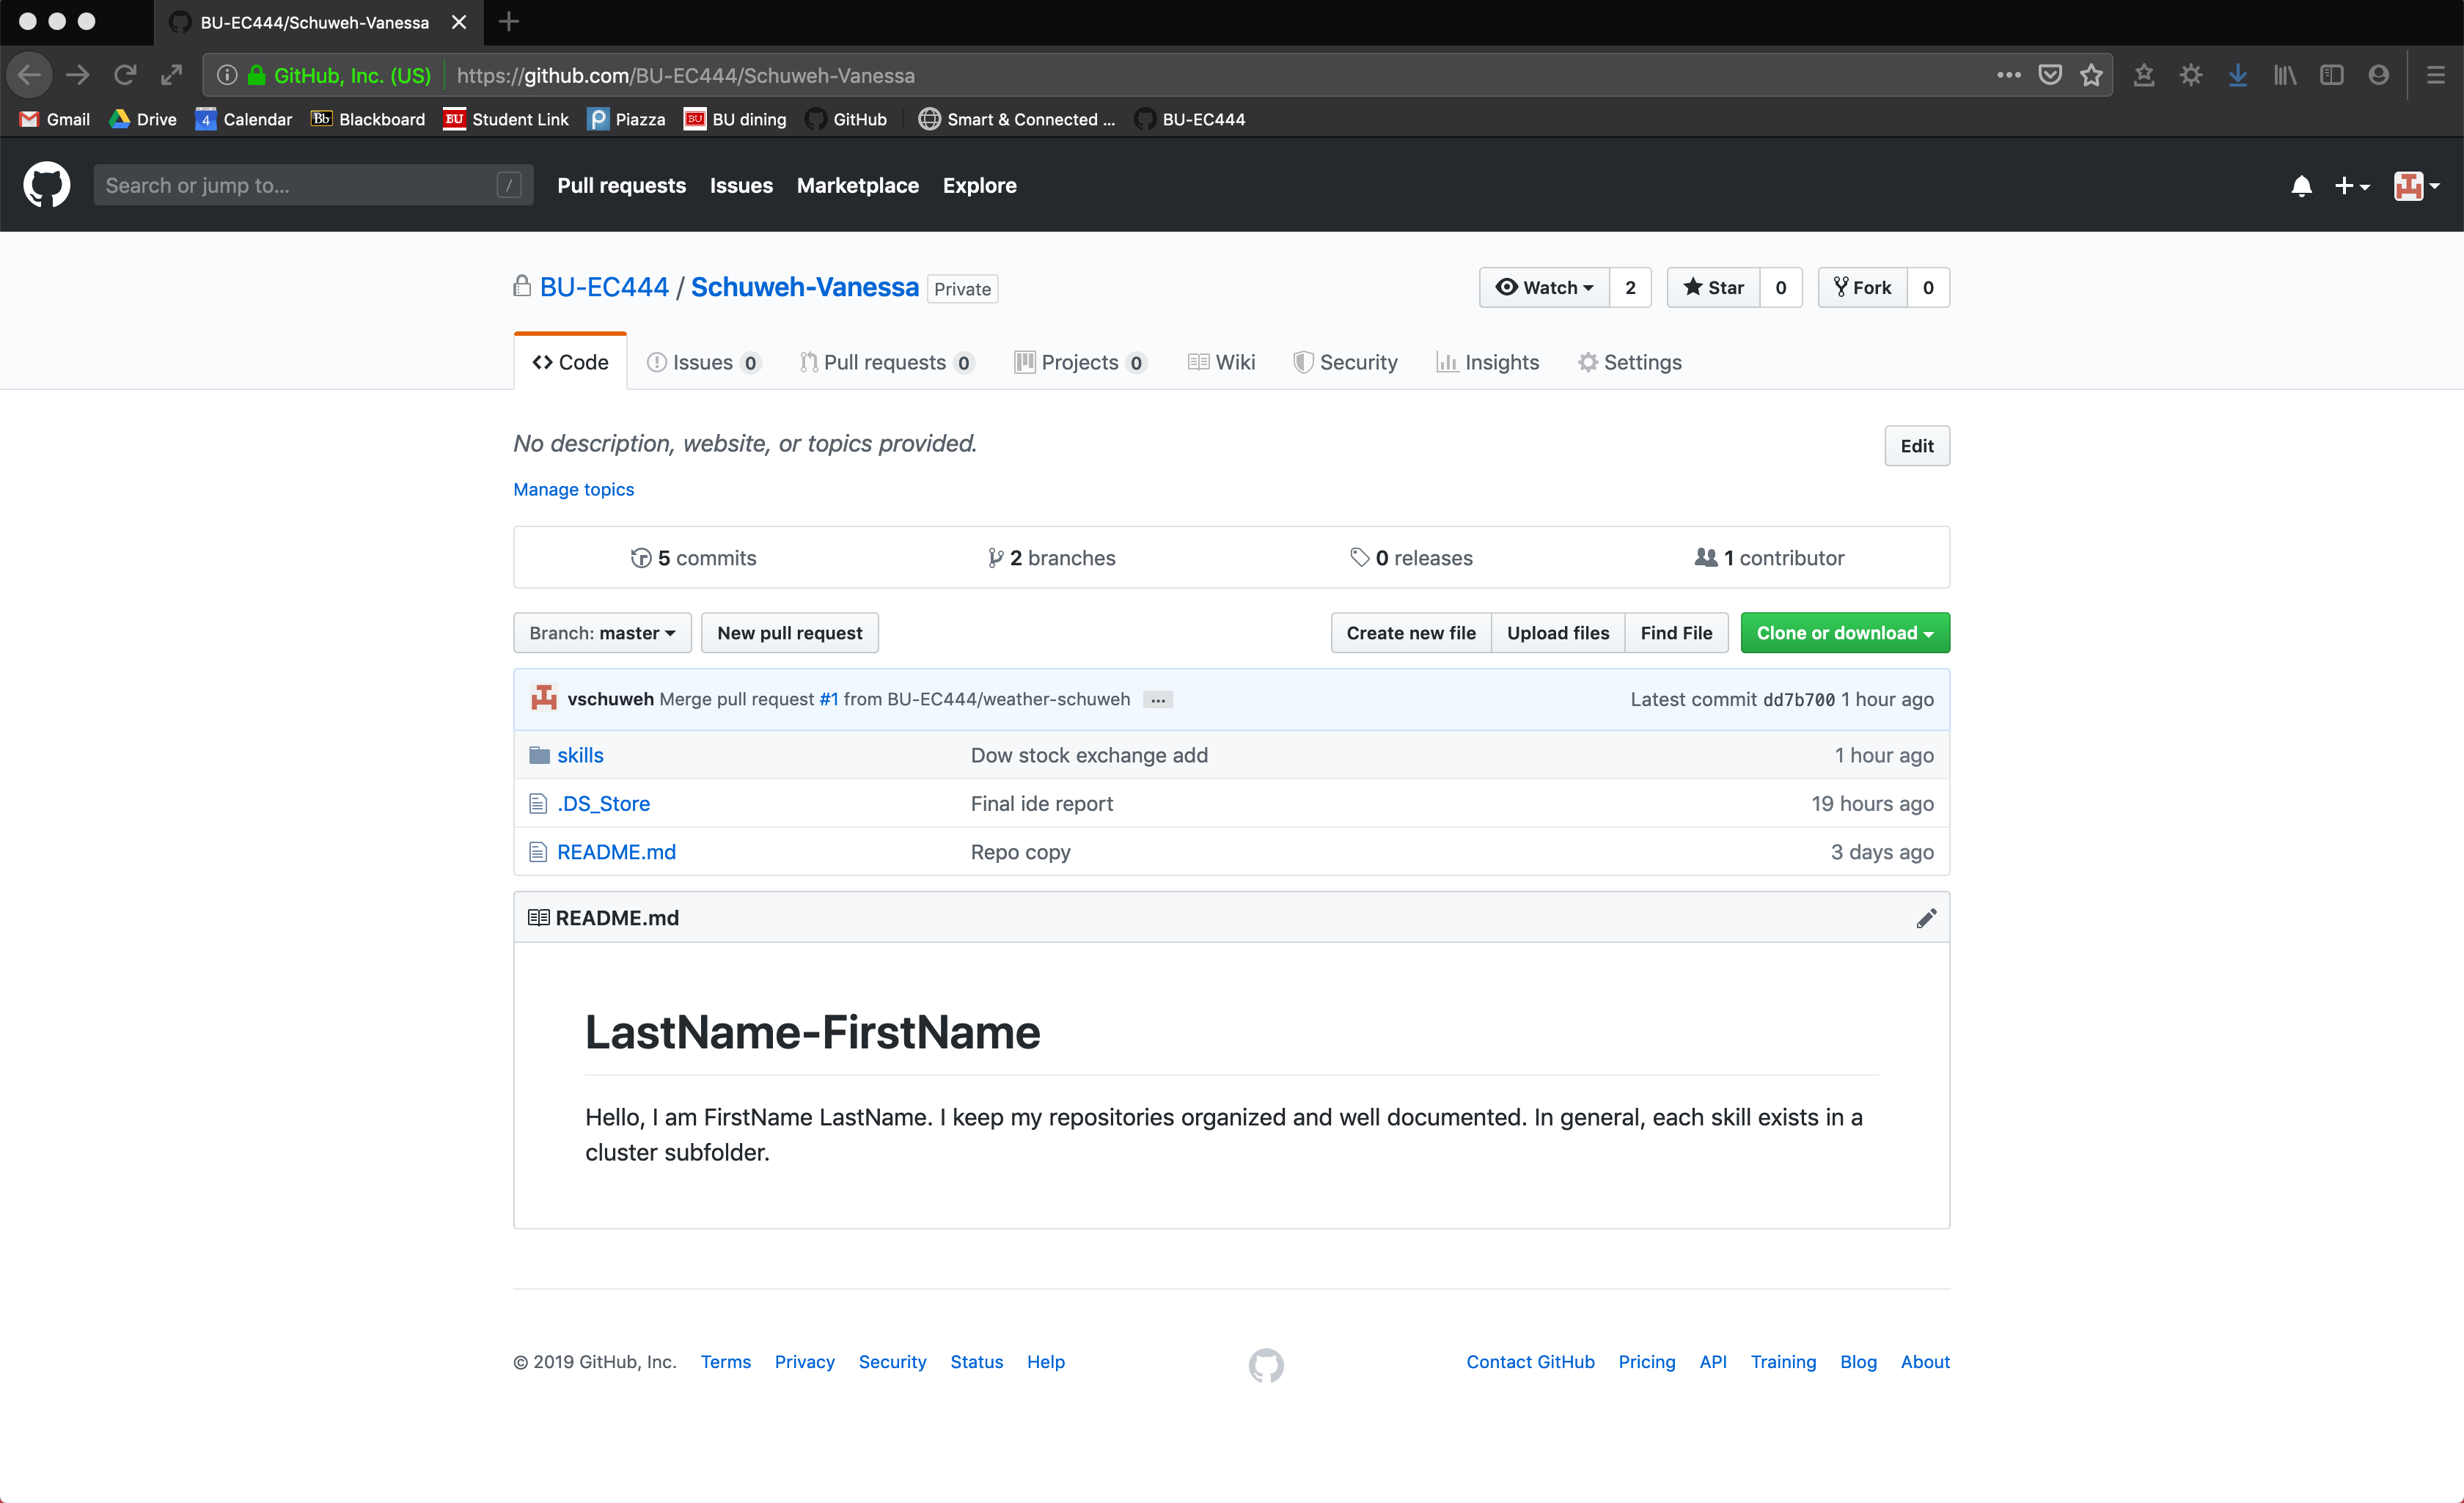 BU-EC444/Schuweh-Vanessa
GitHub, Inc. (US) https://github.com/BU-EC444/Schuweh-Vanessa
Gmail Drive 4 Calendar Bb Blackboard BU Student Link P Piazza BU BU dining GitHub Smart & Connected ... BU-EC444
Search or jump to... / Pull requests Issues Marketplace Explore
BU-EC444 / Schuweh-Vanessa Private Watch 2 Star 0 Fork 0
Code Issues 0 Pull requests 0 Projects 0 Wiki Security Insights Settings
No description, website, or topics provided. Edit
Manage topics
5 commits 2 branches 0 releases 1 contributor
Branch: master New pull request Create new file Upload files Find File Clone or download
vschuweh Merge pull request #1 from BU-EC444/weather-schuweh ... Latest commit dd7b700 1 hour ago
skills Dow stock exchange add 1 hour ago
.DS_Store Final ide report 19 hours ago
README.md Repo copy 3 days ago
README.md
LastName-FirstName
Hello, I am FirstName LastName. I keep my repositories organized and well documented. In general, each skill exists in a
cluster subfolder.
© 2019 GitHub, Inc. Terms Privacy Security Status Help Contact GitHub Pricing API Training Blog About